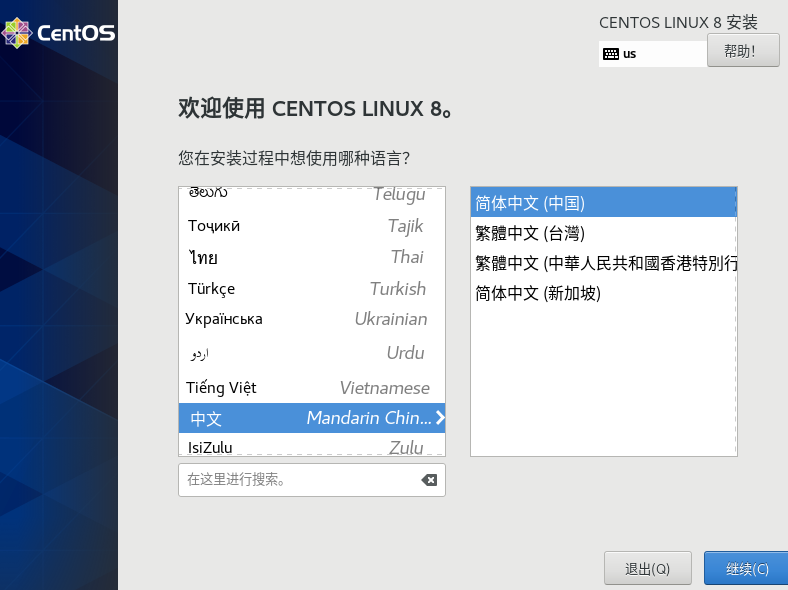 CentOS
CENTOS LINUX 8 安装
us
帮助！
欢迎使用 CENTOS LINUX 8。
您在安装过程中想使用哪种语言？
తెలుగు Telugu
Тоҷикӣ Tajik
ไทย Thai
Türkçe Turkish
Українська Ukrainian
اردو Urdu
Tiếng Việt Vietnamese
中文 Mandarin Chin...
IsiZulu Zulu
在这里进行搜索。
简体中文 (中国)
繁體中文 (台灣)
繁體中文 (中華人民共和國香港特別行
简体中文 (新加坡)
退出(Q)
继续(C)